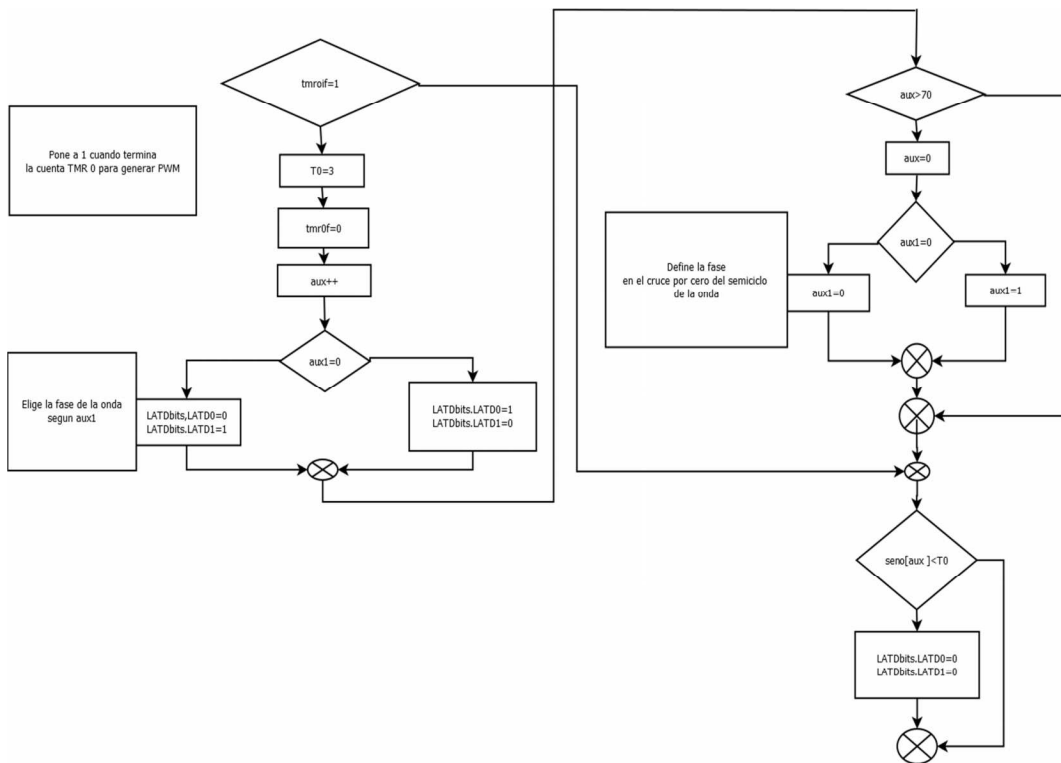 tmroif=1
Pone a 1 cuando termina
la cuenta TMR 0 para generar PWM
T0=3
tmr0f=0
aux++
aux1=0
Elige la fase de la onda
segun aux1
LATDbits,LATD0=0
LATDbits.LATD1=1
LATDbits.LATD0=1
LATDbits.LATD1=0
aux>70
aux=0
aux1=0
Define la fase
en el cruce por cero del semiciclo
de la onda
aux1=0
aux1=1
seno[aux ]<T0
LATDbits.LATD0=0
LATDbits.LATD1=0